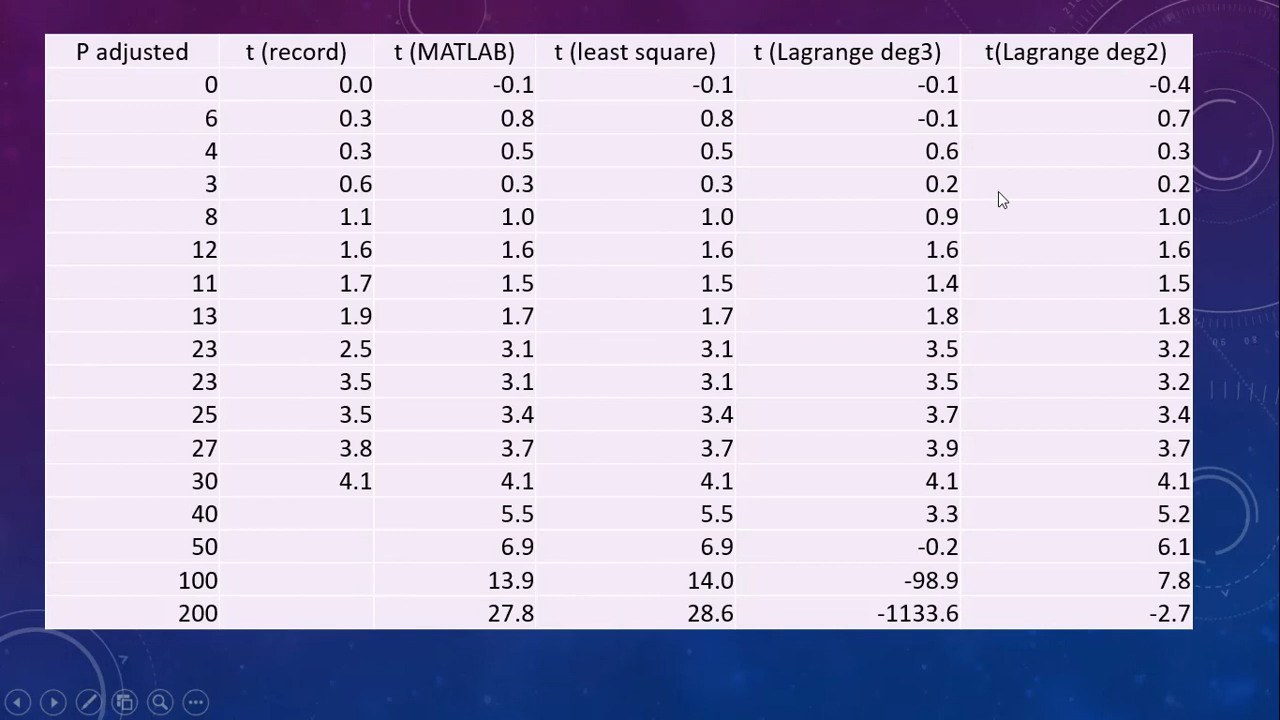 P adjusted t (record) t (MATLAB) t (least square) t (Lagrange deg3) t(Lagrange deg2)
0 0.0 -0.1 -0.1 -0.1 -0.4
6 0.3 0.8 0.8 -0.1 0.7
4 0.3 0.5 0.5 0.6 0.3
3 0.6 0.3 0.3 0.2 0.2
8 1.1 1.0 1.0 0.9 1.0
12 1.6 1.6 1.6 1.6 1.6
11 1.7 1.5 1.5 1.4 1.5
13 1.9 1.7 1.7 1.8 1.8
23 2.5 3.1 3.1 3.5 3.2
23 3.5 3.1 3.1 3.5 3.2
25 3.5 3.4 3.4 3.7 3.4
27 3.8 3.7 3.7 3.9 3.7
30 4.1 4.1 4.1 4.1 4.1
40 5.5 5.5 3.3 5.2
50 6.9 6.9 -0.2 6.1
100 13.9 14.0 -98.9 7.8
200 27.8 28.6 -1133.6 -2.7